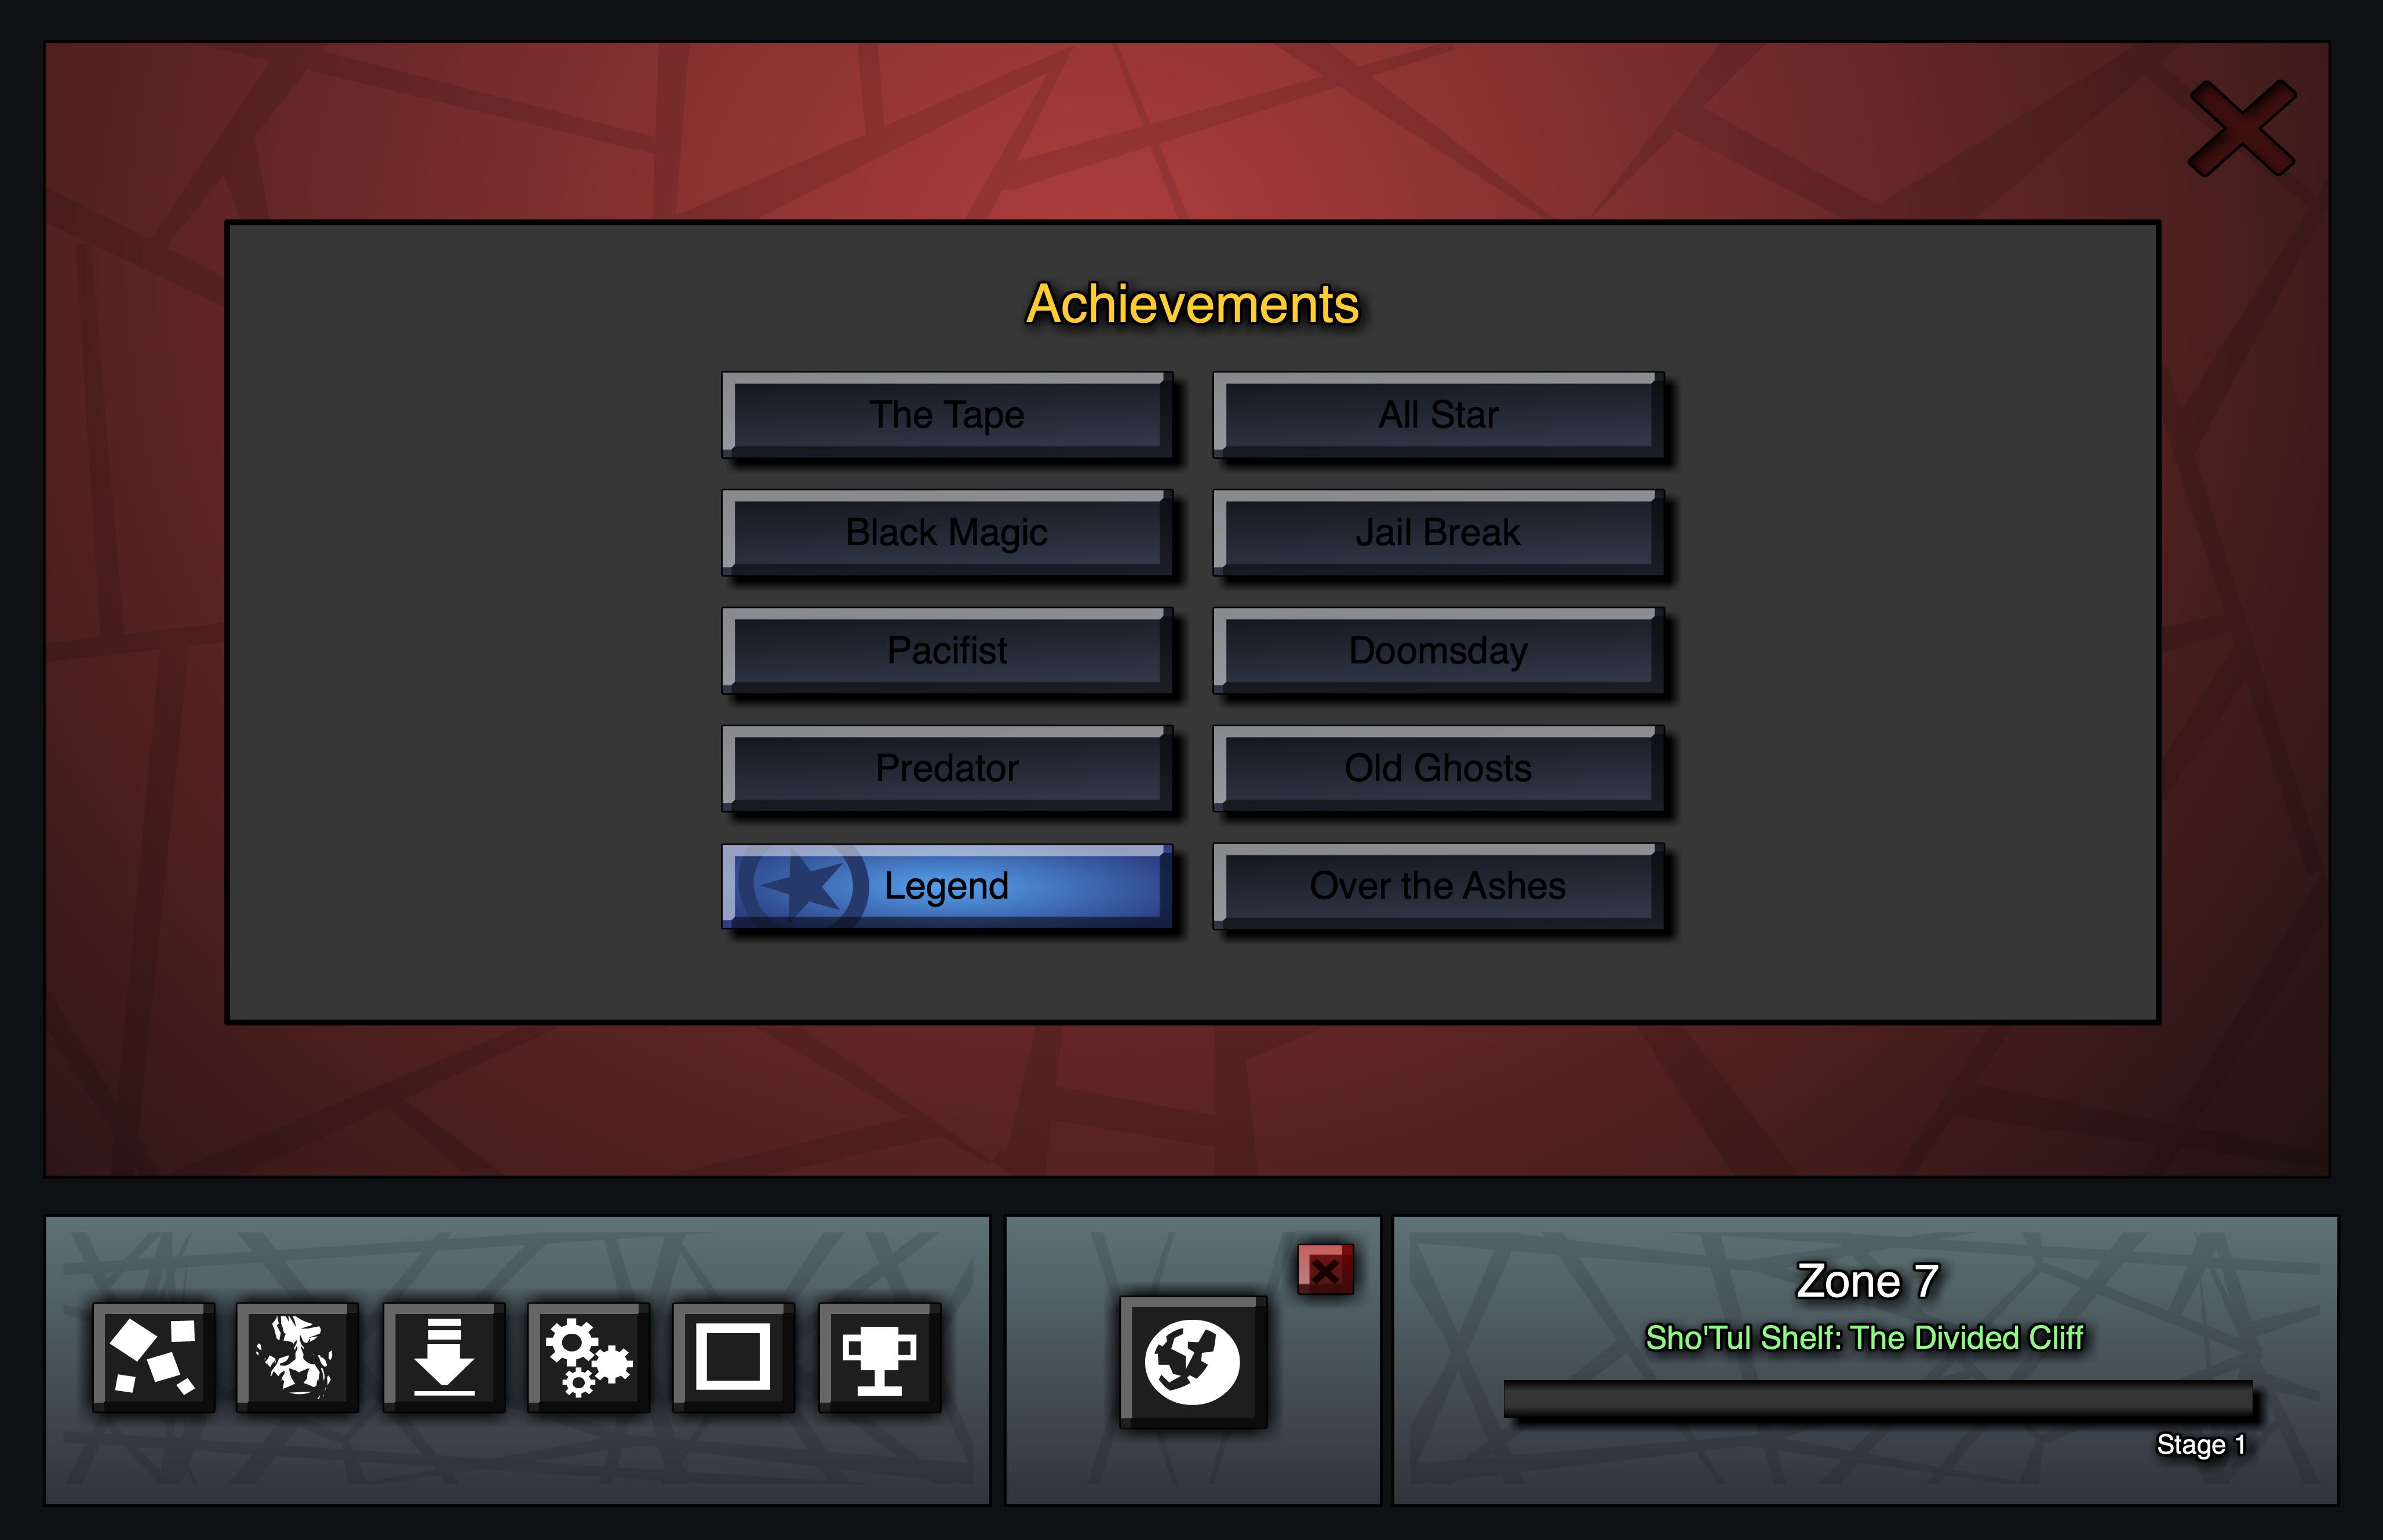 Achievements
The Tape
All Star
Black Magic
Jail Break
Pacifist
Doomsday
Predator
Old Ghosts
Legend
Over the Ashes
Zone 7
Sho'Tul Shelf: The Divided Cliff
Stage 1